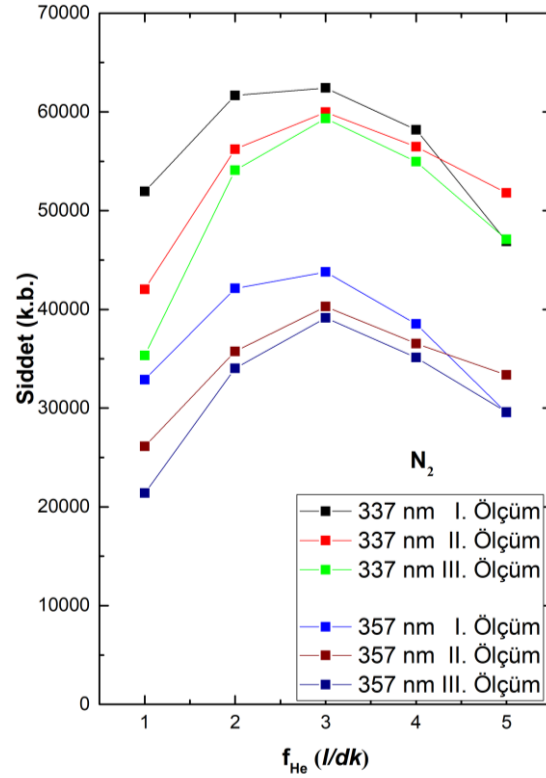 70000
60000
50000
40000
30000
20000
10000
0
Siddet (k.b.)
N₂
337 nm I. Ölçüm
337 nm II. Ölçüm
337 nm III. Ölçüm
357 nm I. Ölçüm
357 nm II. Ölçüm
357 nm III. Ölçüm
1 2 3 4 5
f_He (l/dk)